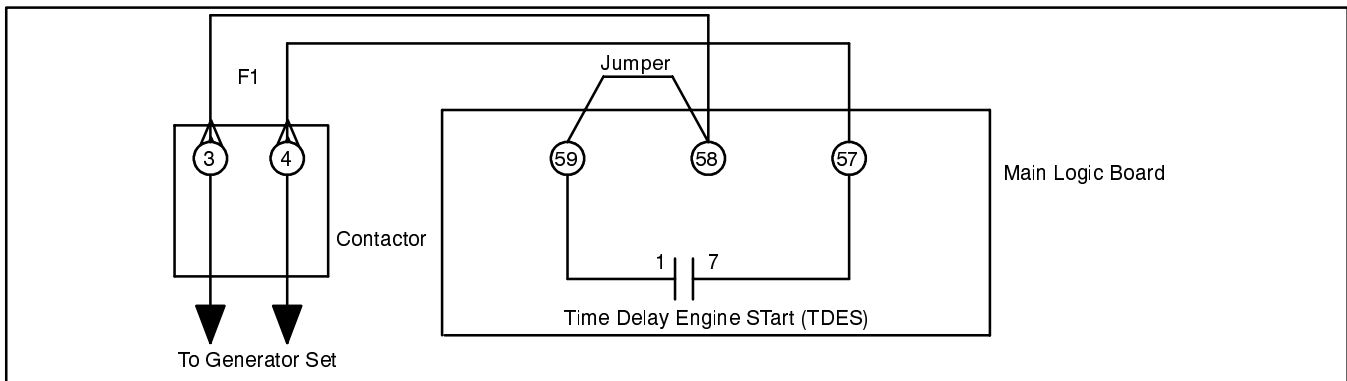 F1
Jumper
3
4
59
58
57
Main Logic Board
Contactor
1
7
Time Delay Engine STart (TDES)
To Generator Set